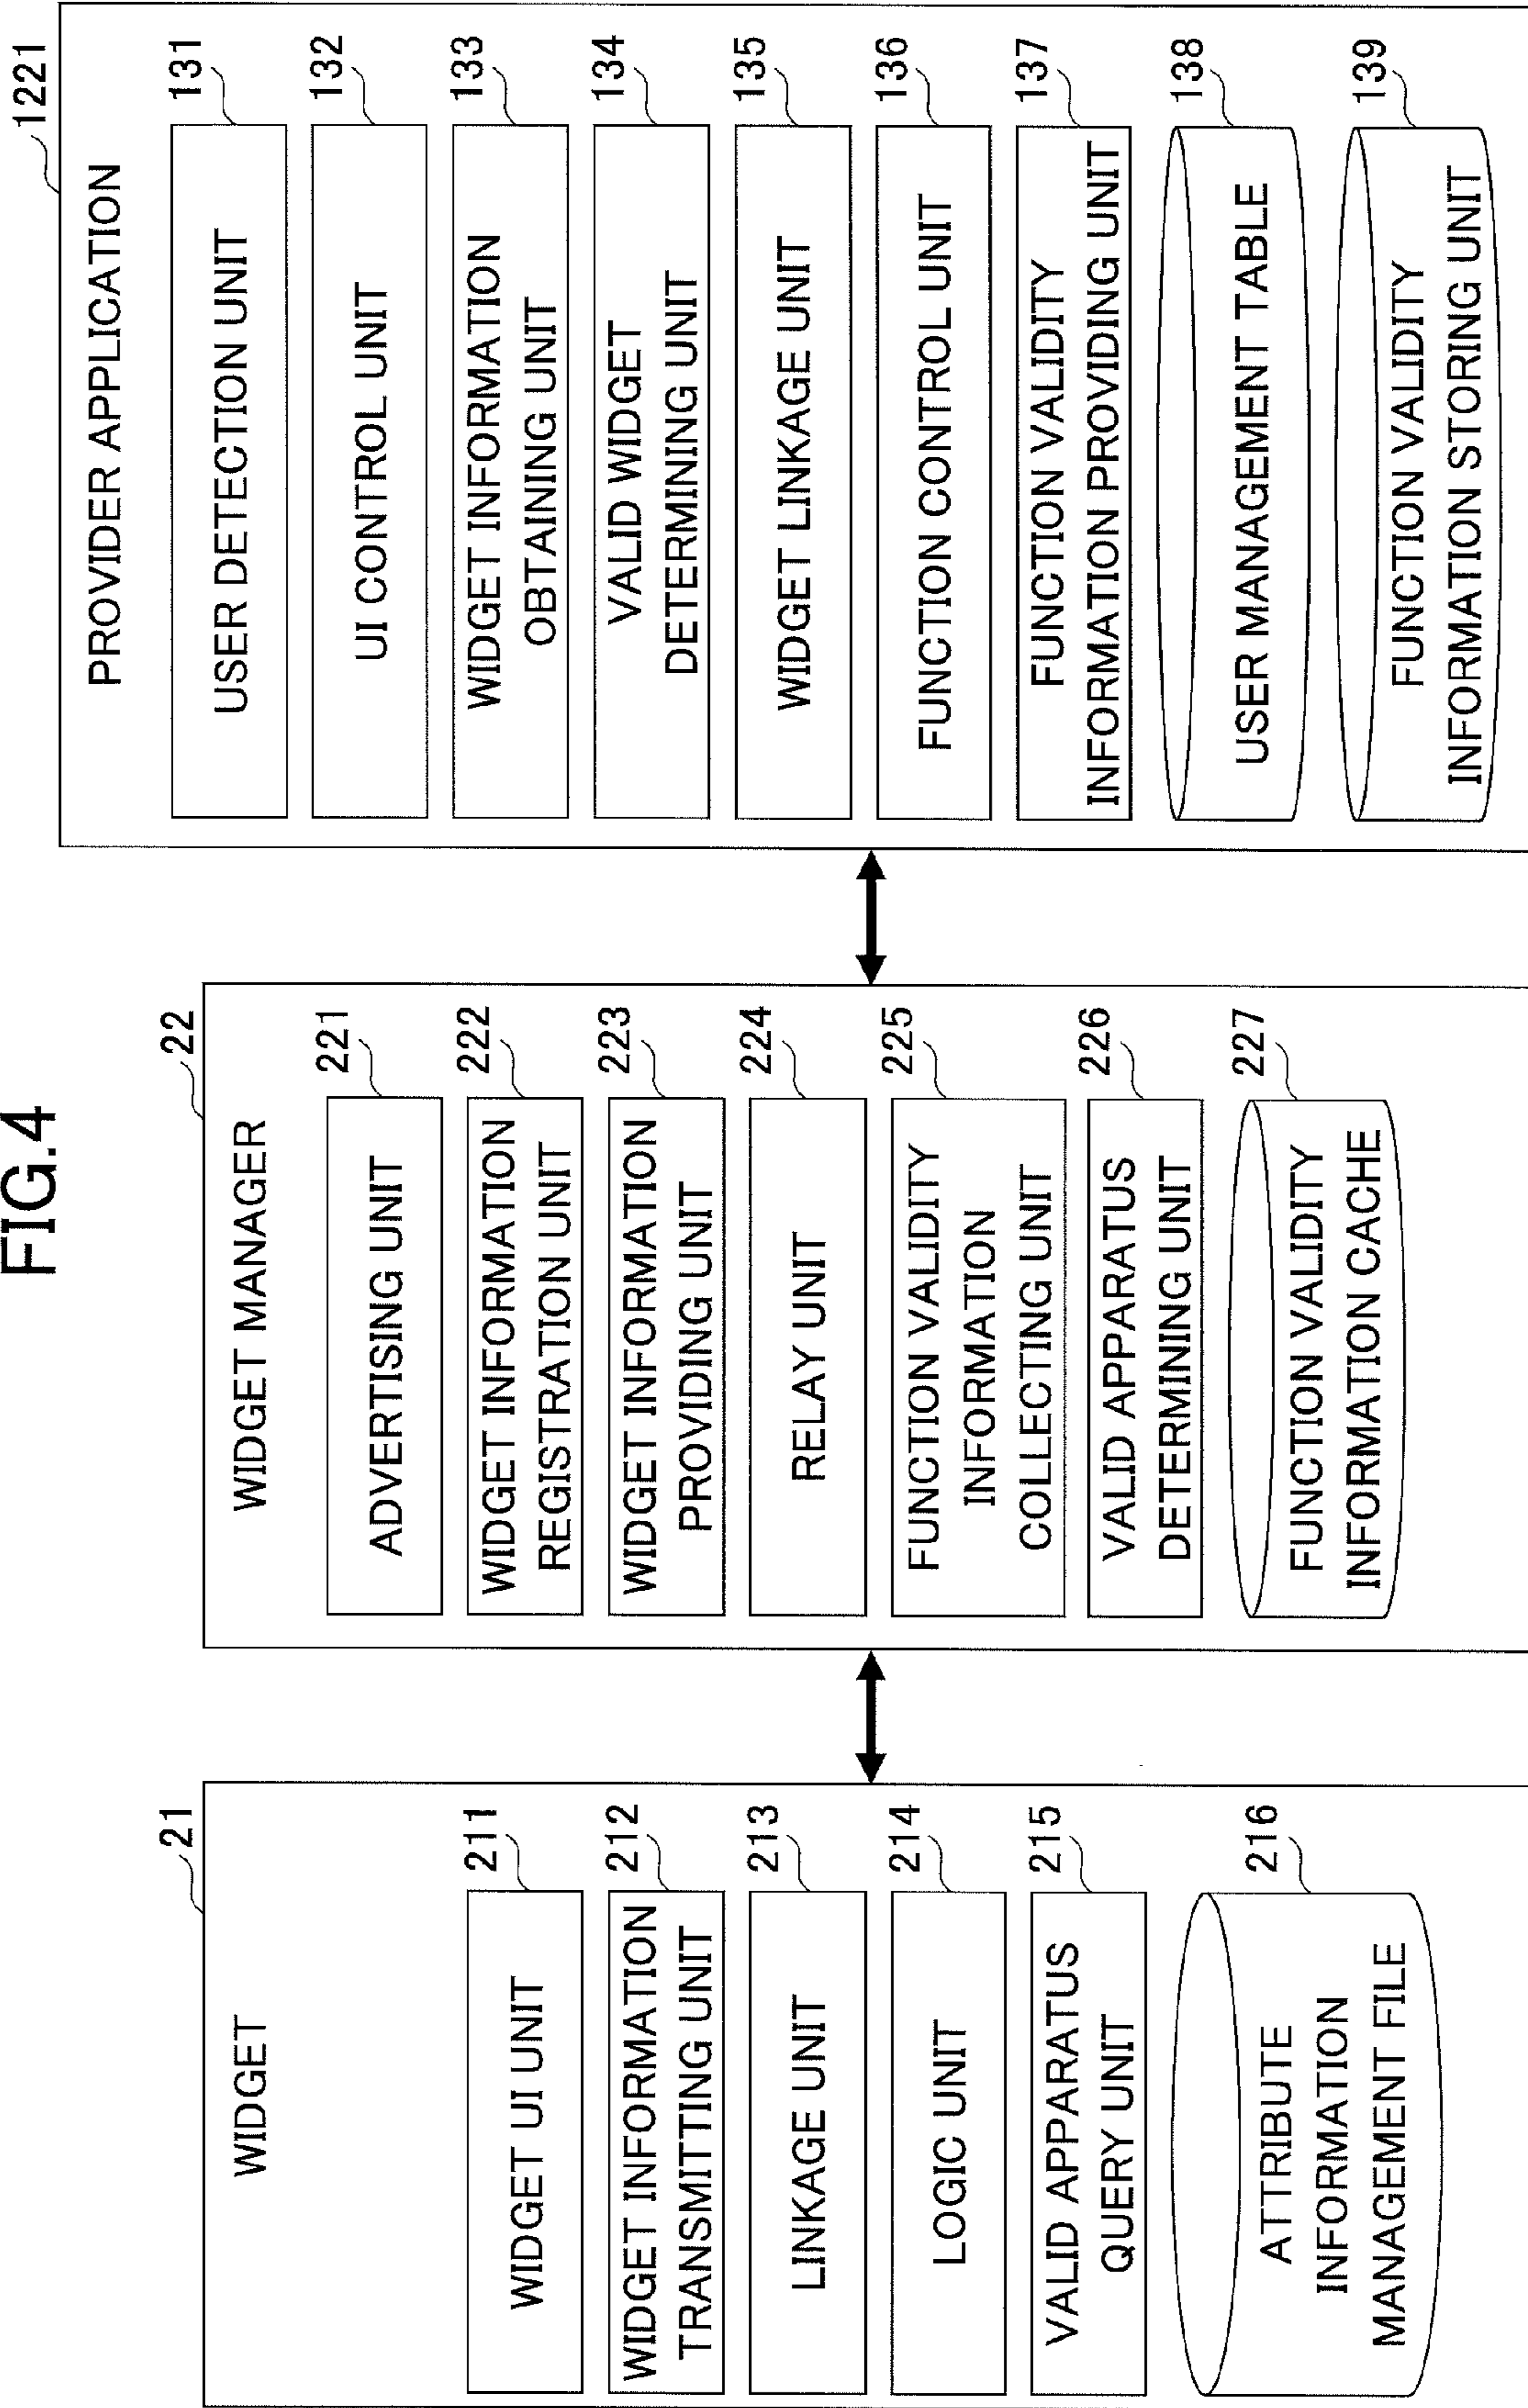 FIG.4
21
WIDGET
211
WIDGET UI UNIT
212
WIDGET INFORMATION
TRANSMITTING UNIT
213
LINKAGE UNIT
214
LOGIC UNIT
215
VALID APPARATUS
QUERY UNIT
216
ATTRIBUTE
INFORMATION
MANAGEMENT FILE
22
WIDGET MANAGER
221
ADVERTISING UNIT
222
WIDGET INFORMATION
REGISTRATION UNIT
223
WIDGET INFORMATION
PROVIDING UNIT
224
RELAY UNIT
225
FUNCTION VALIDITY
INFORMATION
COLLECTING UNIT
226
VALID APPARATUS
DETERMINING UNIT
227
FUNCTION VALIDITY
INFORMATION CACHE
1221
PROVIDER APPLICATION
131
USER DETECTION UNIT
132
UI CONTROL UNIT
133
WIDGET INFORMATION
OBTAINING UNIT
134
VALID WIDGET
DETERMINING UNIT
135
WIDGET LINKAGE UNIT
136
FUNCTION CONTROL UNIT
137
FUNCTION VALIDITY
INFORMATION PROVIDING UNIT
138
USER MANAGEMENT TABLE
139
FUNCTION VALIDITY
INFORMATION STORING UNIT